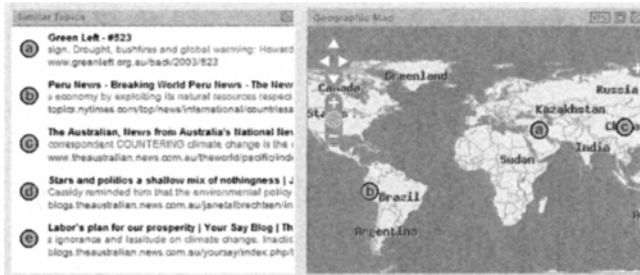 Similar Topics
a
Green Left - #523
sign. Drought, bushfires and global warming: Howard
www.greenleft.org.au/back/2003/523
b
Peru News - Breaking World Peru News - The New
s economy by exploiting its natural resources respect
topics.nytimes.com/top/news/international/countriesa
c
The Australian, News from Australia's National Nev
correspondent COUNTERING climate change is the
www.theaustralian.news.com.au/theworld/pacific/inde
d
Stars and politics a shallow mix of nothingness | J
Cassidy reminded him that the environmental policy
blogs.theaustralian.news.com.au/janetalbrechtsen/in
e
Labor's plan for our prosperity | Your Say Blog | Th
s ignorance and lassitude on climate change. Inactio
blogs.theaustralian.news.com.au/yoursay/index.php/t
Geographic Map
Greenland
Canada
Russia
Kazakhstan
a
c
Sudan
India
b
Brazil
Argentina